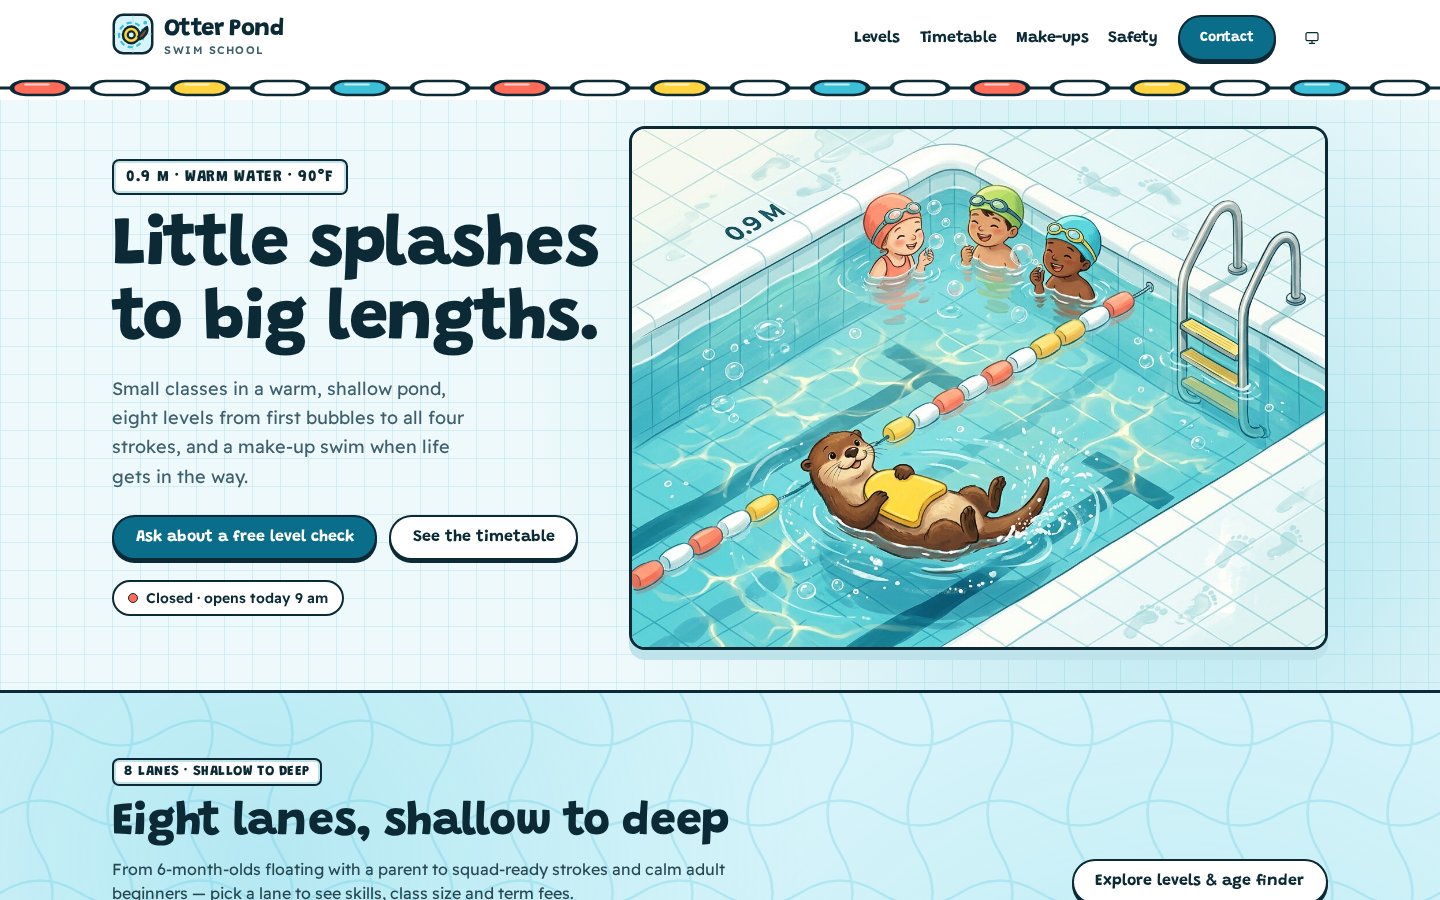 Otter Pond
SWIM SCHOOL
Levels Timetable Make-ups Safety Contact
0.9 M · WARM WATER · 90°F
Little splashes
to big lengths.
Small classes in a warm, shallow pond,
eight levels from first bubbles to all four
strokes, and a make-up swim when life
gets in the way.
Ask about a free level check See the timetable
Closed · opens today 9 am
0.9 M
8 LANES · SHALLOW TO DEEP
Eight lanes, shallow to deep
From 6-month-olds floating with a parent to squad-ready strokes and calm adult
beginners — pick a lane to see skills, class size and term fees.
Explore levels & age finder